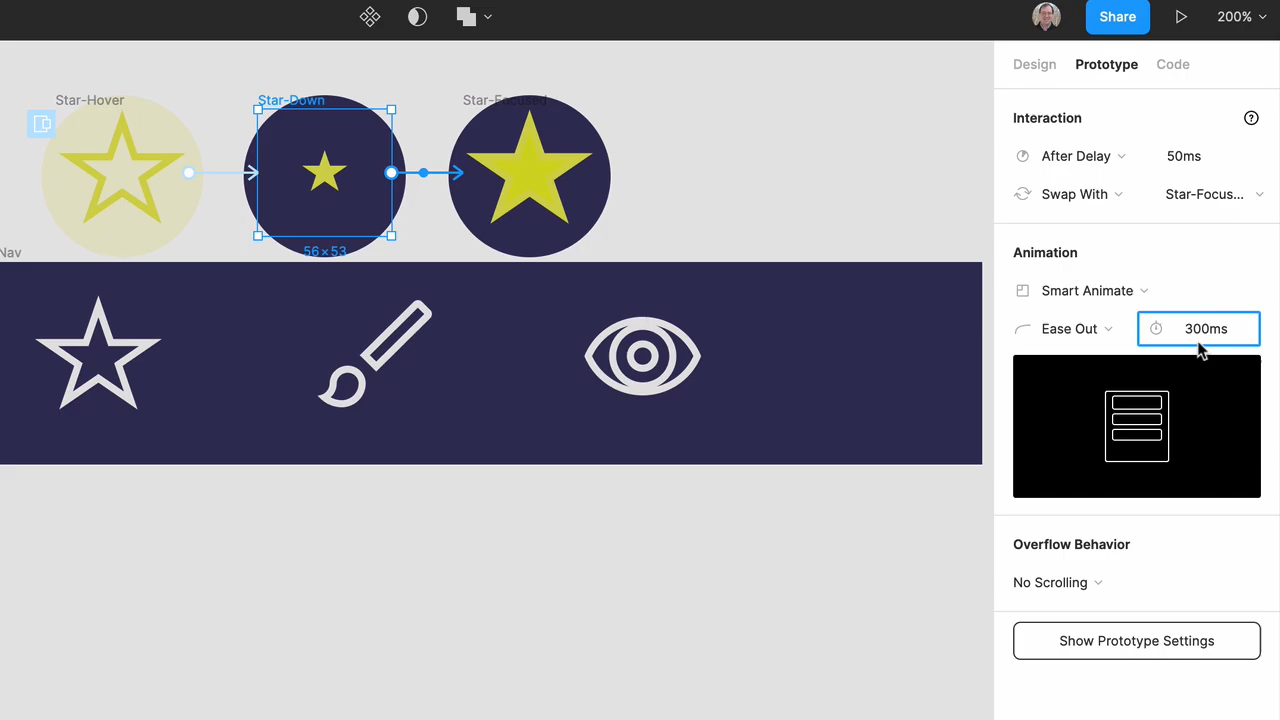 Share
200%
Design Prototype Code
Star-Hover
Star-Down
Star-Focused
Interaction
?
After Delay
50ms
Swap With
Star-Focus...
Nav
56×53
Animation
Smart Animate
Ease Out
300ms
Overflow Behavior
No Scrolling
Show Prototype Settings